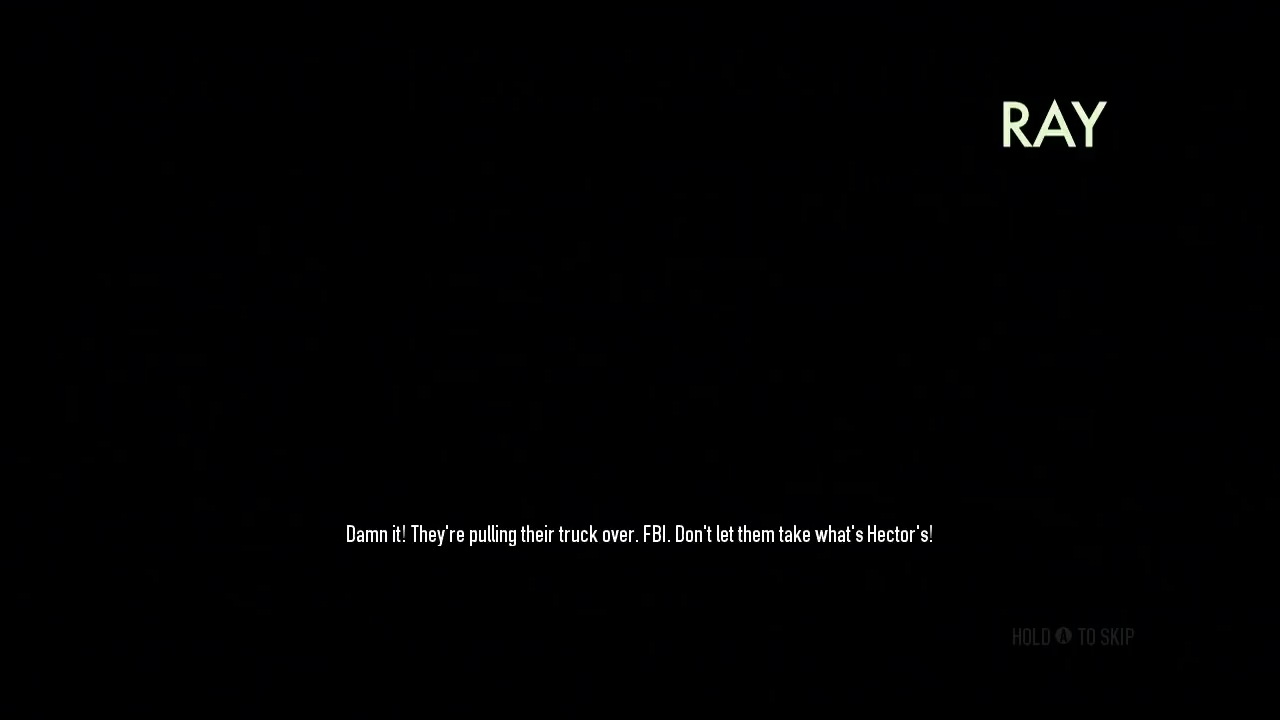 RAY
Damn it! They're pulling their truck over. FBI. Don't let them take what's Hector's!
HOLD A TO SKIP